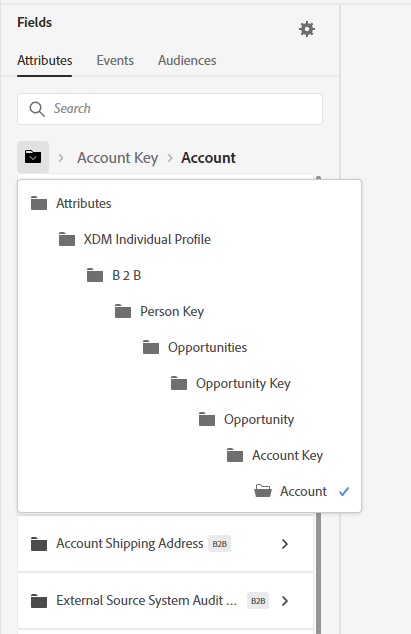 Fields
Attributes Events Audiences
Search
Account Key Account
Attributes
XDM Individual Profile
B 2 B
Person Key
Opportunities
Opportunity Key
Opportunity
Account Key
Account
Account Shipping Address B2B
External Source System Audit ... B2B